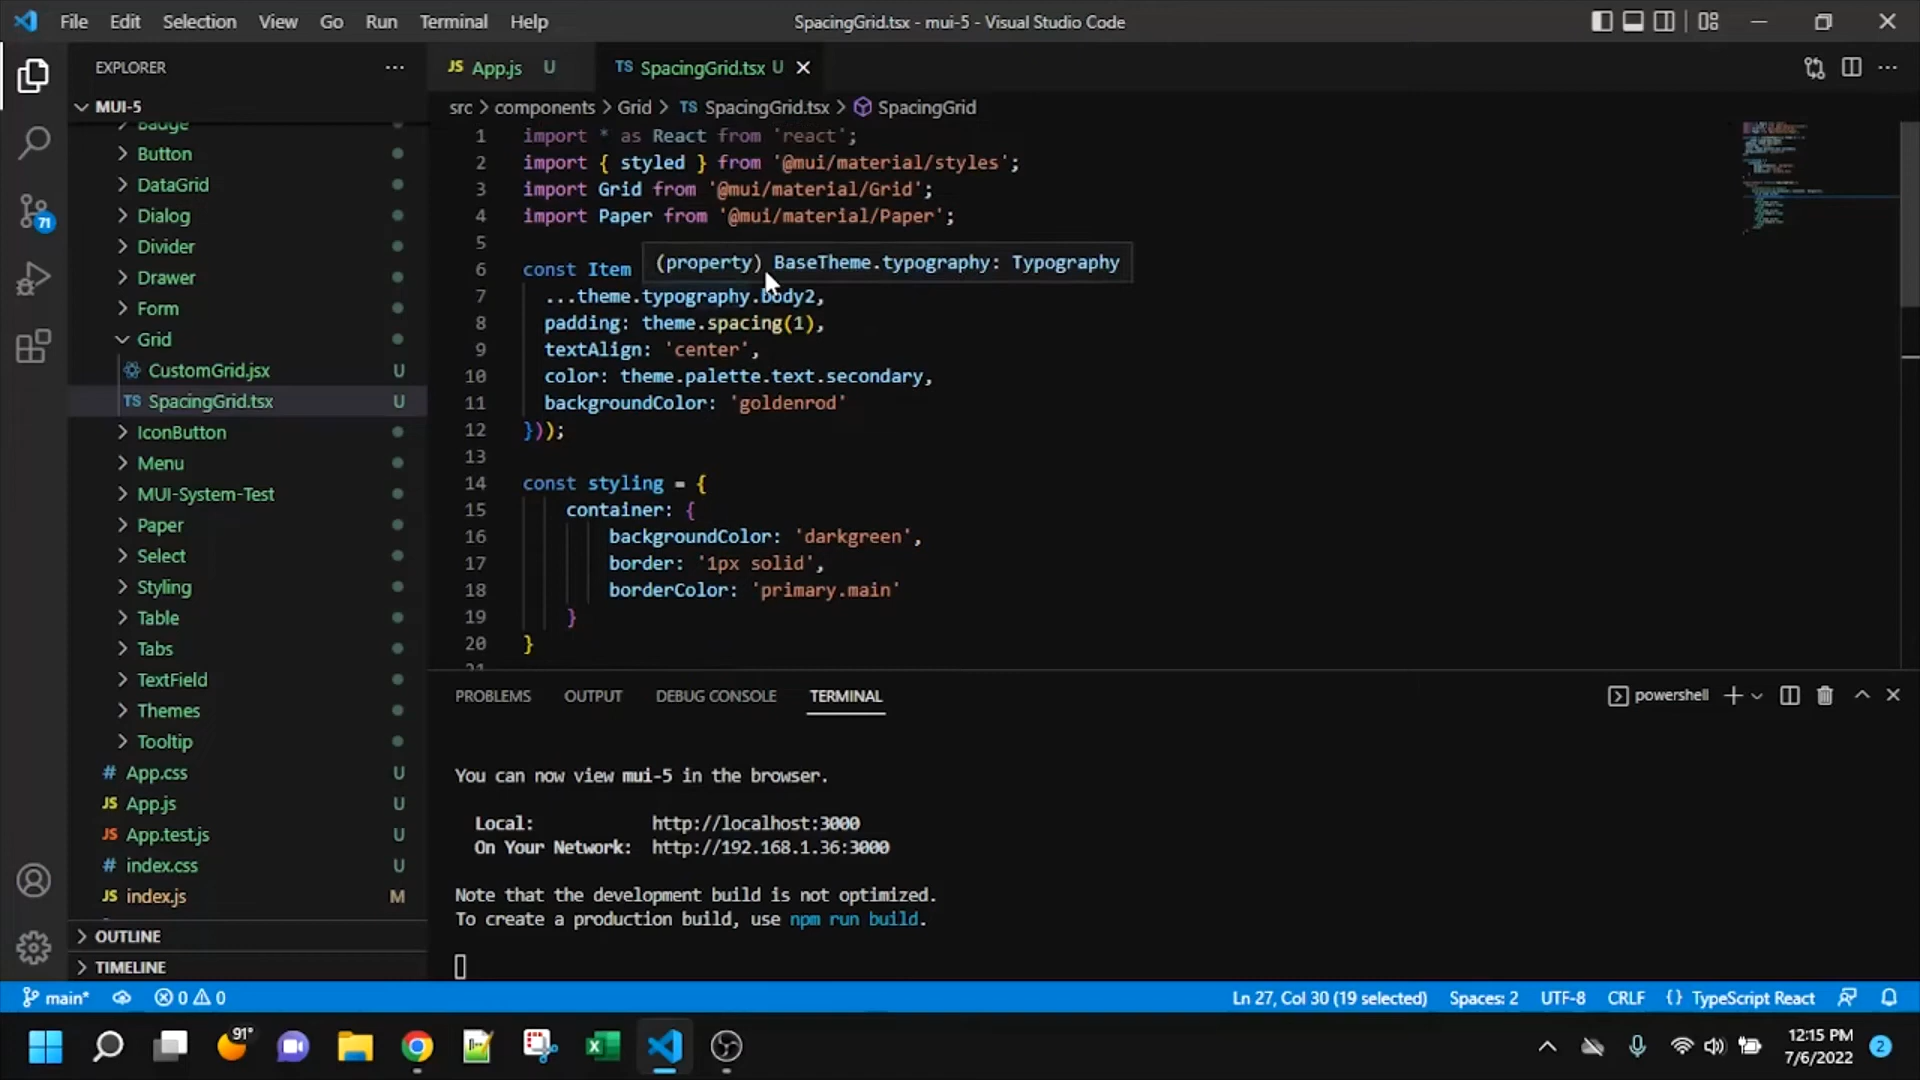 File Edit Selection View Go Run Terminal Help
SpacingGrid.tsx - mui-5 - Visual Studio Code
EXPLORER
MUI-5
Badge
Button
DataGrid
Dialog
Divider
Drawer
Form
Grid
CustomGrid.jsx U
SpacingGrid.tsx U
IconButton
Menu
MUI-System-Test
Paper
Select
Styling
Table
Tabs
TextField
Themes
Tooltip
# App.css U
JS App.js U
JS App.test.js U
# index.css U
JS index.js M
OUTLINE
TIMELINE
71
JS App.js U
TS SpacingGrid.tsx U
src > components > Grid > TS SpacingGrid.tsx > SpacingGrid
1 import * as React from 'react';
2 import { styled } from '@mui/material/styles';
3 import Grid from '@mui/material/Grid';
4 import Paper from '@mui/material/Paper';
5
(property) BaseTheme.typography: Typography
6 const Item
7 ...theme.typography.body2,
8 padding: theme.spacing(1),
9 textAlign: 'center',
10 color: theme.palette.text.secondary,
11 backgroundColor: 'goldenrod'
12 }));
13
14 const styling = {
15 container: {
16 backgroundColor: 'darkgreen',
17 border: '1px solid',
18 borderColor: 'primary.main'
19 }
20 }
21
PROBLEMS OUTPUT DEBUG CONSOLE TERMINAL
powershell
You can now view mui-5 in the browser.
Local: http://localhost:3000
On Your Network: http://192.168.1.36:3000
Note that the development build is not optimized.
To create a production build, use npm run build.
main* 0 0
Ln 27, Col 30 (19 selected) Spaces: 2 UTF-8 CRLF {} TypeScript React
91°
12:15 PM
7/6/2022
2